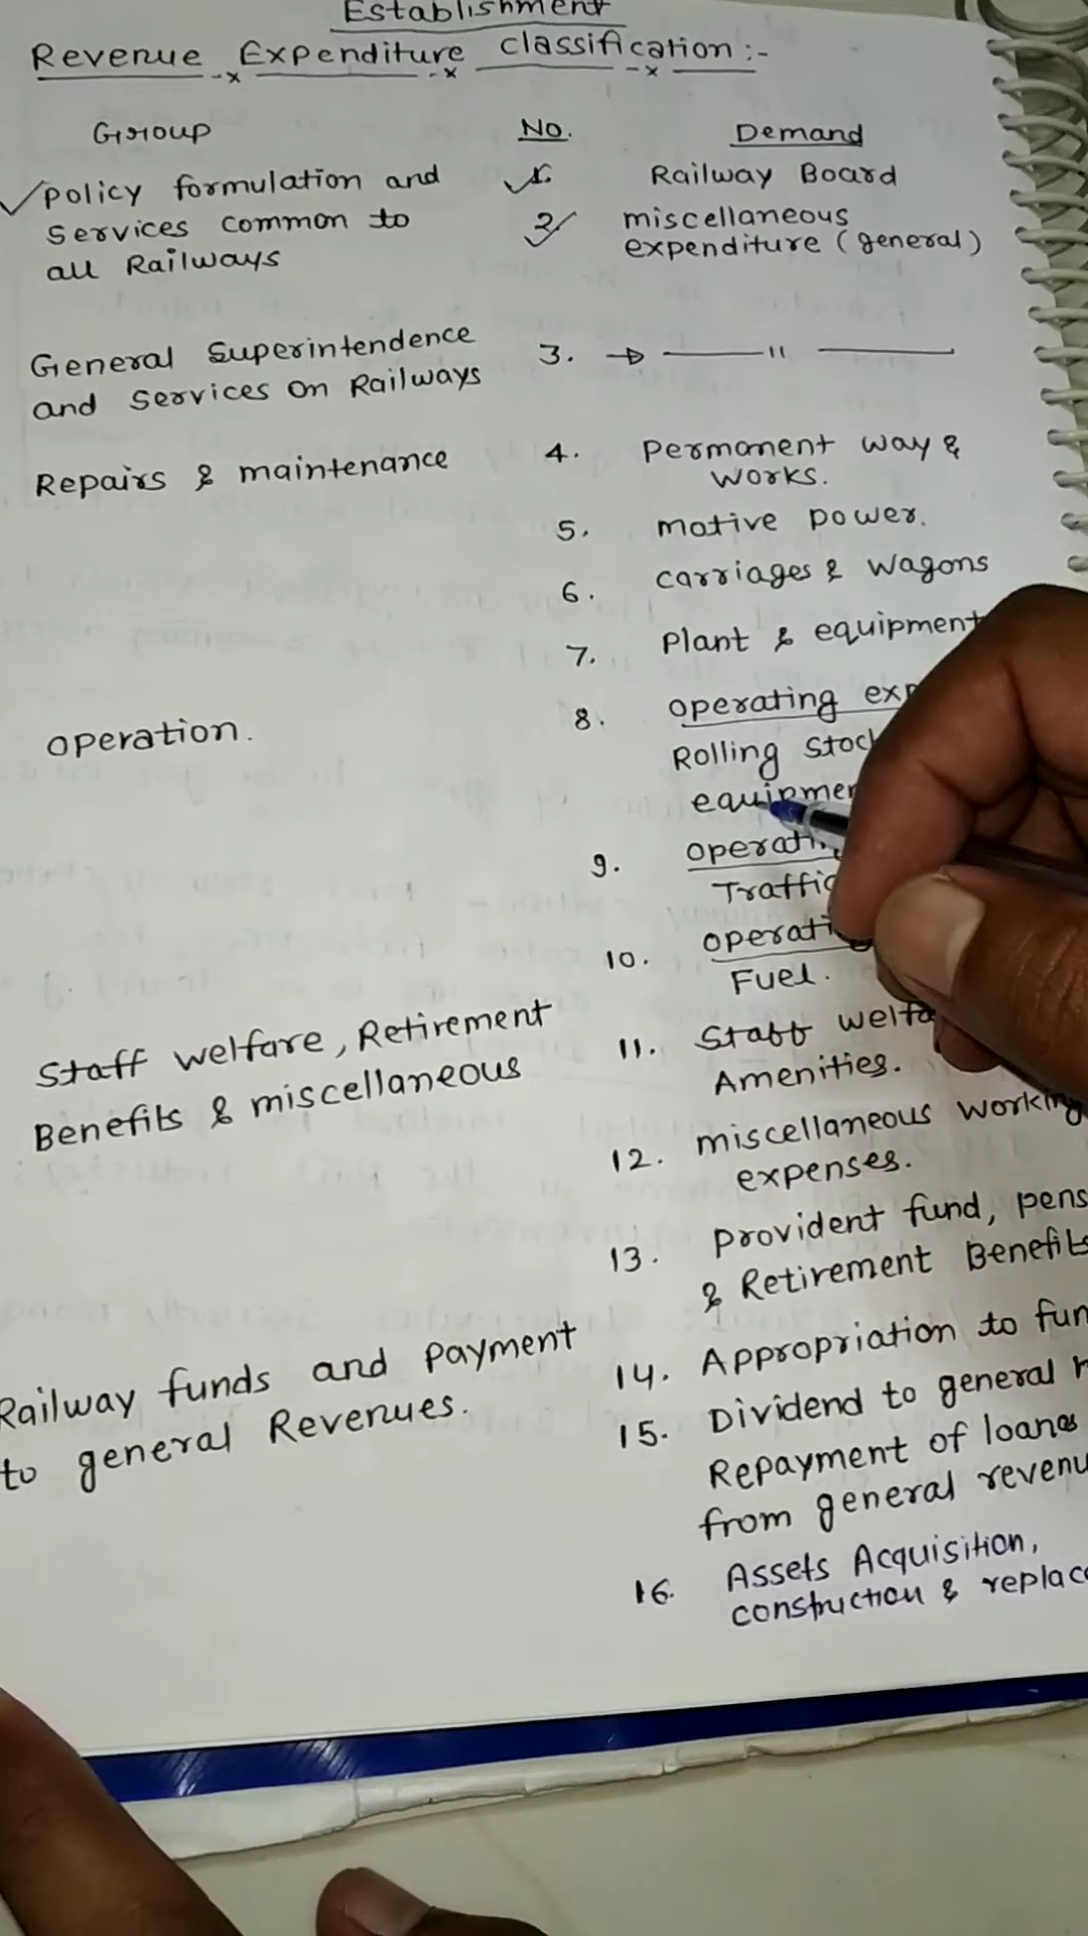 Establishment
Revenue Expenditure classification :-
Group No. Demand
Policy formulation and 1. Railway Board
Services common to 2. miscellaneous
all Railways expenditure (general)
General Superintendence 3. → —— " ——
and Services on Railways
Repairs & maintenance 4. Permanent way &
works.
5. motive power.
6. carriages & wagons
7. Plant & equipment
operation. 8. operating
Rolling
9.
Traffic
10.
Fuel.
Staff welfare, Retirement 11. Staff
Benefits & miscellaneous Amenities.
12. miscellaneous working
expenses.
13. provident fund,
& Retirement Benefits
Railway funds and payment 14. Appropriation to
to general Revenues. 15. Dividend to general
Repayment of loans
from general
16. Assets Acquisition,
construction &